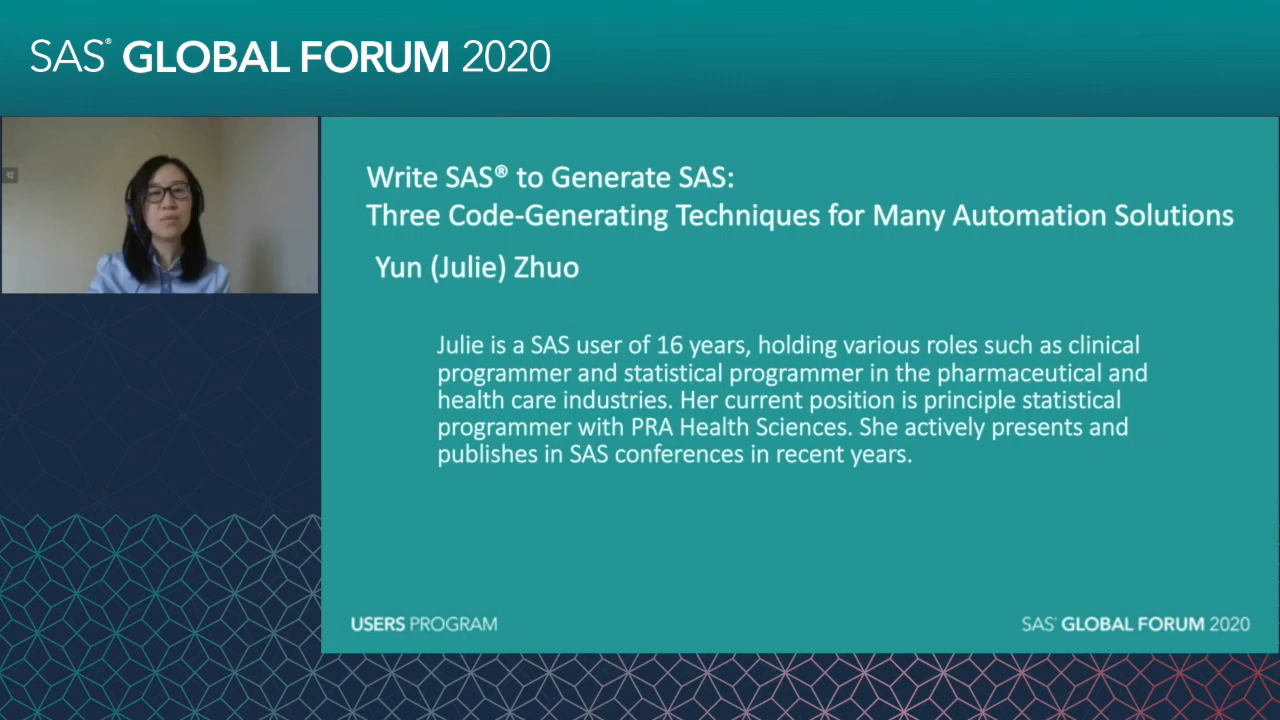 SAS® GLOBAL FORUM 2020
Write SAS® to Generate SAS:
Three Code-Generating Techniques for Many Automation Solutions
Yun (Julie) Zhuo
Julie is a SAS user of 16 years, holding various roles such as clinical
programmer and statistical programmer in the pharmaceutical and
health care industries. Her current position is principle statistical
programmer with PRA Health Sciences. She actively presents and
publishes in SAS conferences in recent years.
USERS PROGRAM
SAS® GLOBAL FORUM 2020